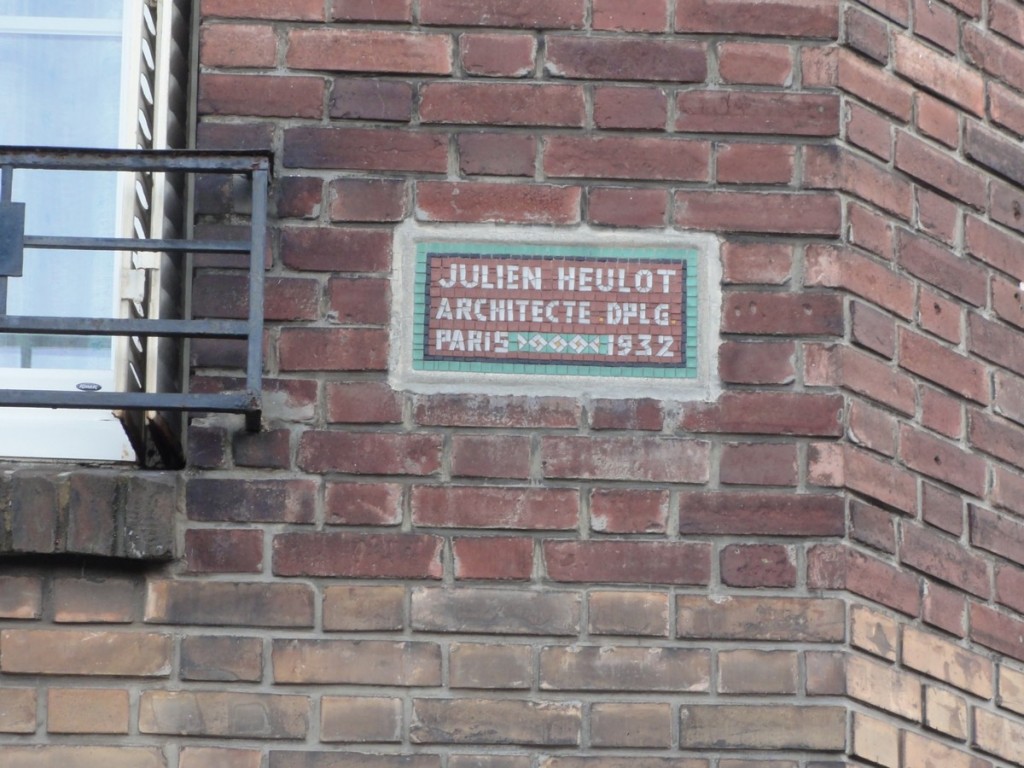 JULIEN HEULOT
ARCHITECTE DPLG
PARIS 1932